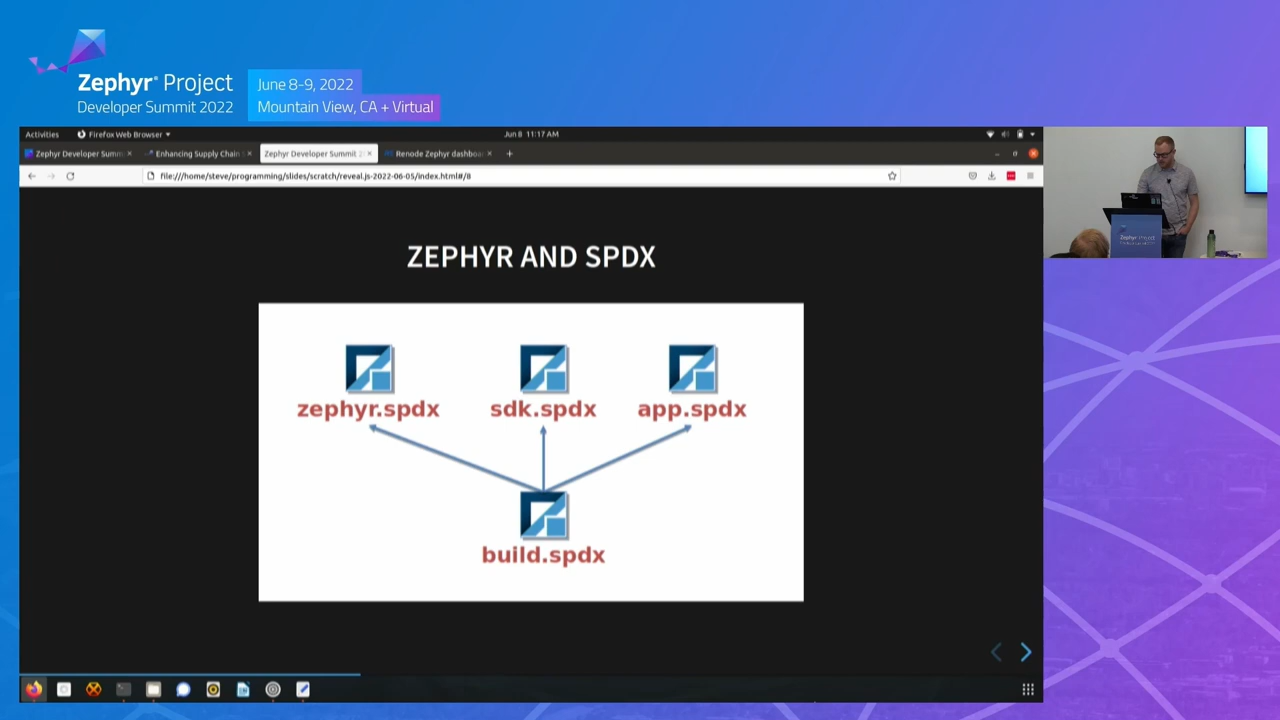 Zephyr® Project
Developer Summit 2022
June 8-9, 2022
Mountain View, CA + Virtual
Activities
Firefox Web Browser
Jun 8 11:17 AM
Zephyr Developer Summ
Enhancing Supply Chain
Zephyr Developer Summit 2
Renode Zephyr dashboa
file:///home/steve/programming/slides/scratch/reveal.js-2022-06-05/index.html#/8
ZEPHYR AND SPDX
zephyr.spdx
sdk.spdx
app.spdx
build.spdx
Zephyr Project